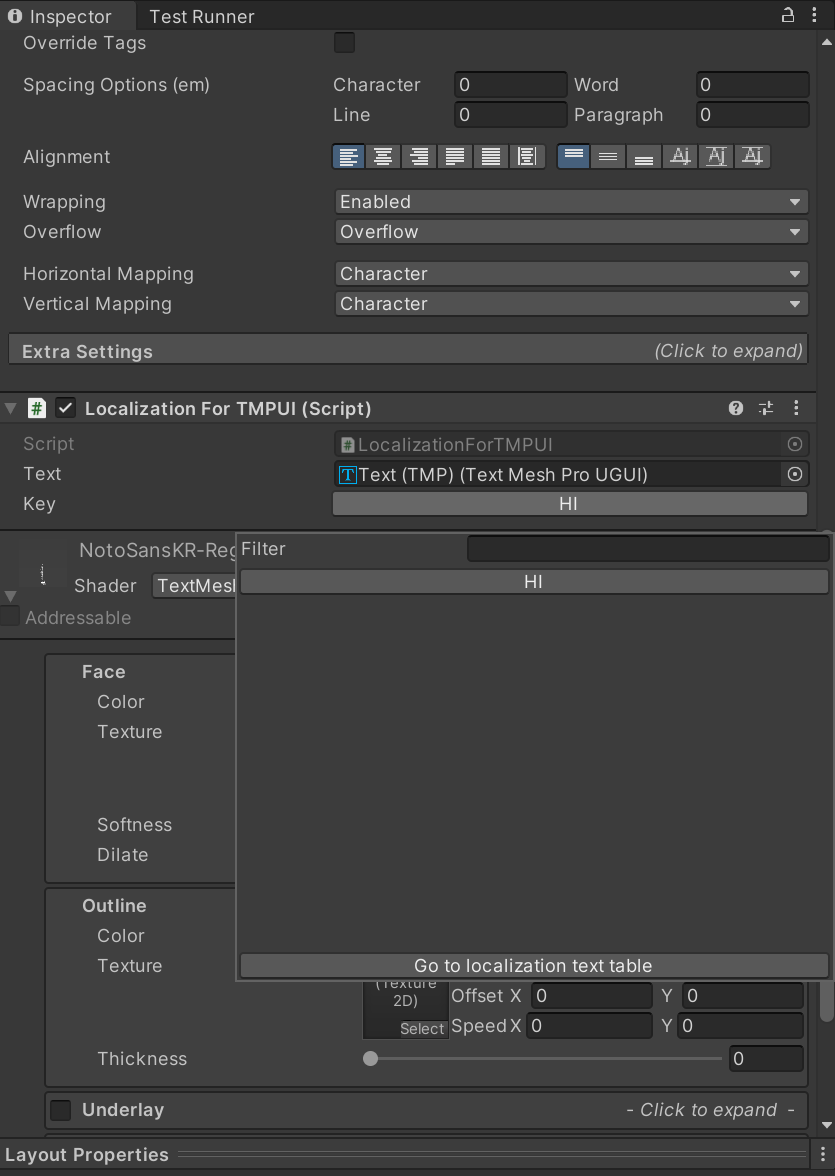 Inspector Test Runner
Override Tags
Spacing Options (em) Character 0 Word 0
Line 0 Paragraph 0
Alignment
Wrapping Enabled
Overflow Overflow
Horizontal Mapping Character
Vertical Mapping Character
Extra Settings (Click to expand)
# Localization For TMPUI (Script)
Script # LocalizationForTMPUI
Text T Text (TMP) (Text Mesh Pro UGUI)
Key HI
NotoSansKR-Reg
Filter
Shader TextMesh
HI
Addressable
Face
Color
Texture
Softness
Dilate
Outline
Color
Texture
Go to localization text table
(Texture 2D) Select
Offset X 0 Y 0
Speed X 0 Y 0
Thickness 0
Underlay - Click to expand -
Layout Properties